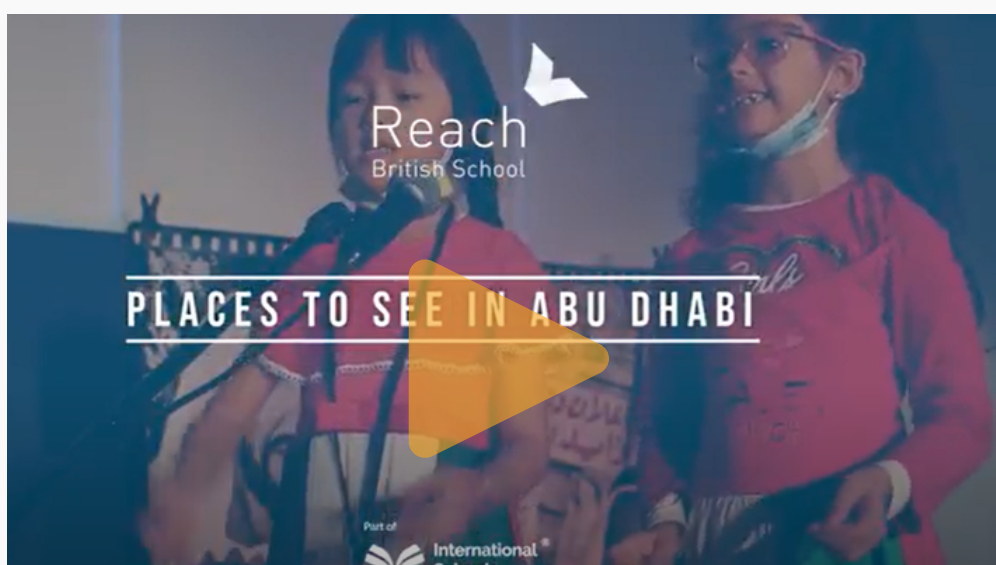 Reach
British School
PLACES TO SEE IN ABU DHABI
Part of
International